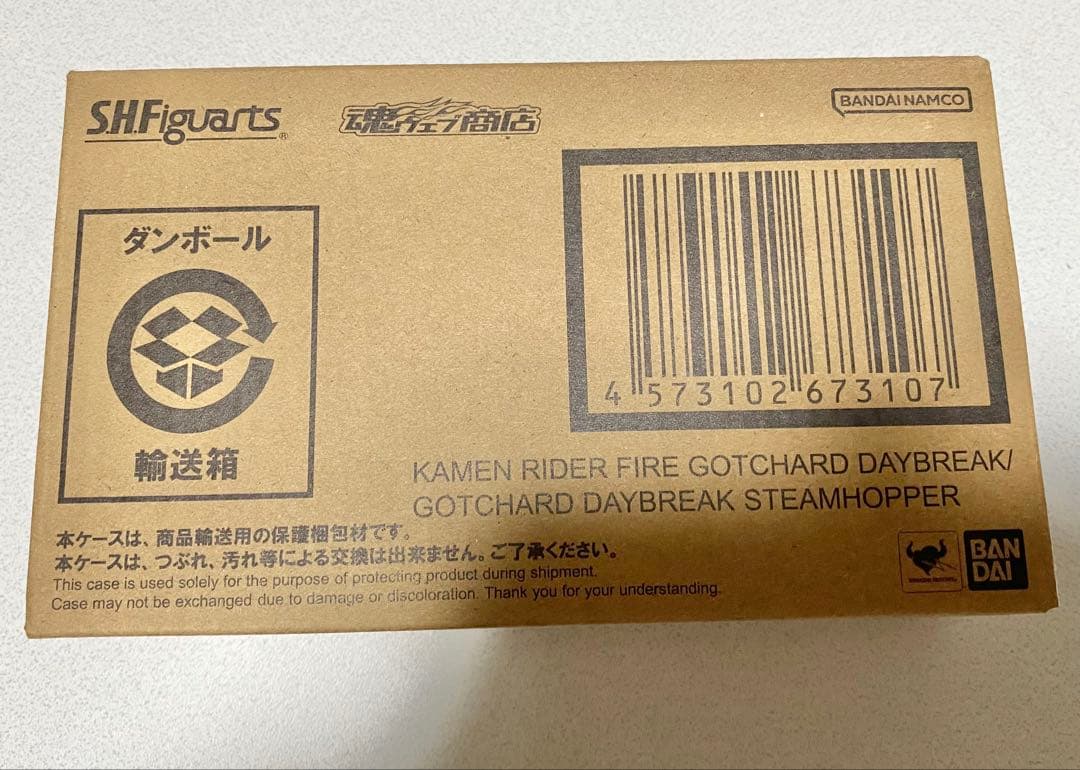 S.H.Figuarts
魂ウェブ商店
BANDAI NAMCO
ダンボール
輸送箱
4 573102 673107
KAMEN RIDER FIRE GOTCHARD DAYBREAK/
GOTCHARD DAYBREAK STEAMHOPPER
本ケースは、商品輸送用の保護梱包材です。
本ケースは、つぶれ、汚れ等による交換は出来ません。ご了承ください。
This case is used solely for the purpose of protecting product during shipment.
Case may not be exchanged due to damage or discoloration. Thank you for your understanding.
BAN
DAI